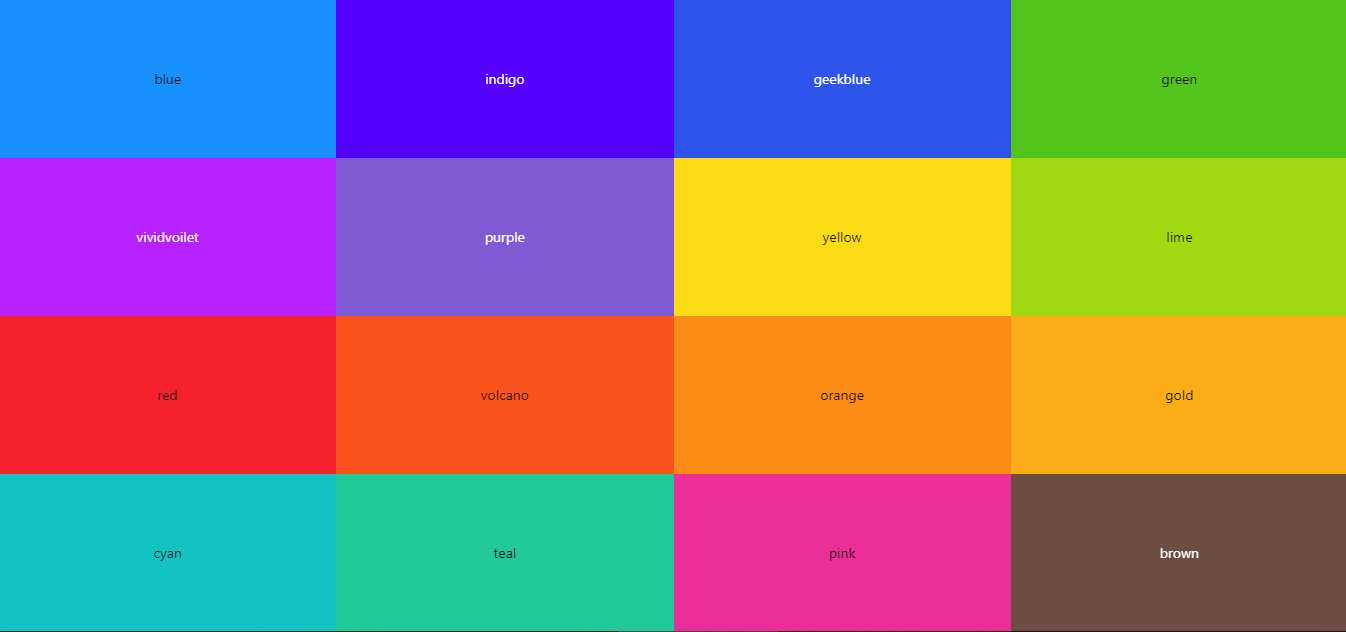 blue
indigo
geekblue
green
vividvoilet
purple
yellow
lime
red
volcano
orange
gold
cyan
teal
pink
brown